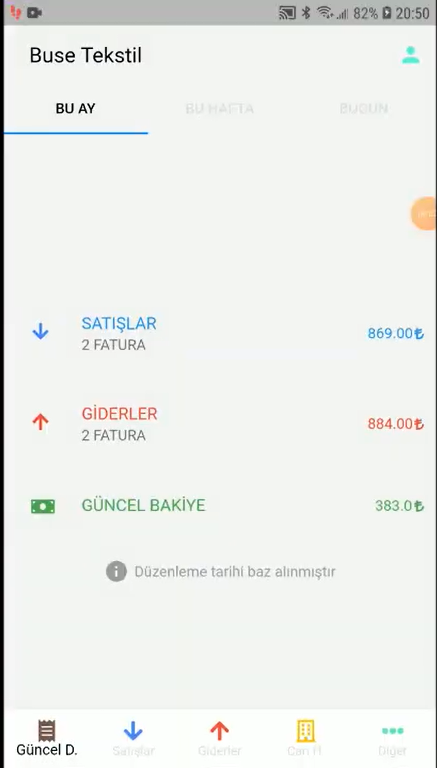 82% 20:50
Buse Tekstil
BU AY BU HAFTA BUGÜN
SATIŞLAR
869.00₺
2 FATURA
GİDERLER
884.00₺
2 FATURA
GÜNCEL BAKİYE 383.0₺
Düzenleme tarihi baz alınmıştır
Güncel D. Satışlar Giderler Cari H. Diğer